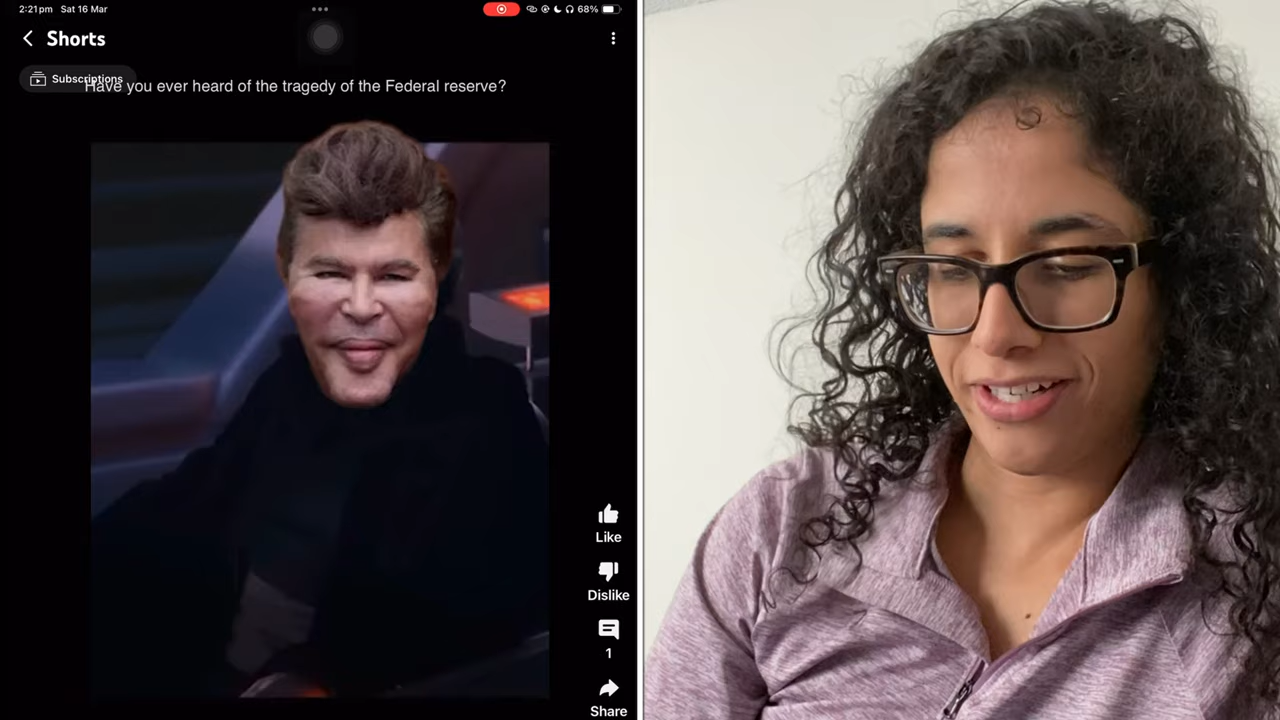 2:21pm Sat 16 Mar
68%
Shorts
Subscriptions
Have you ever heard of the tragedy of the Federal reserve?
Like
Dislike
1
Share